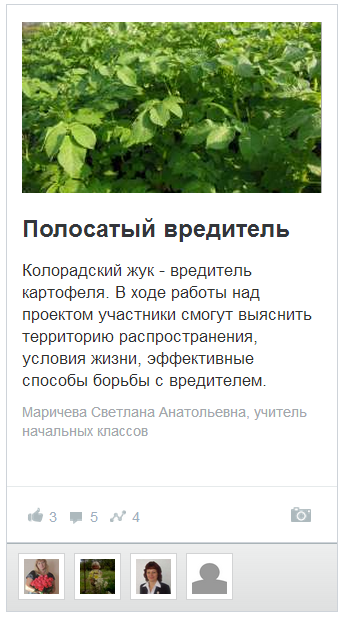 Полосатый вредитель
Колорадский жук - вредитель
картофеля. В ходе работы над
проектом участники смогут выяснить
территорию распространения,
условия жизни, эффективные
способы борьбы с вредителем.
Маричева Светлана Анатольевна, учитель
начальных классов
3 5 4